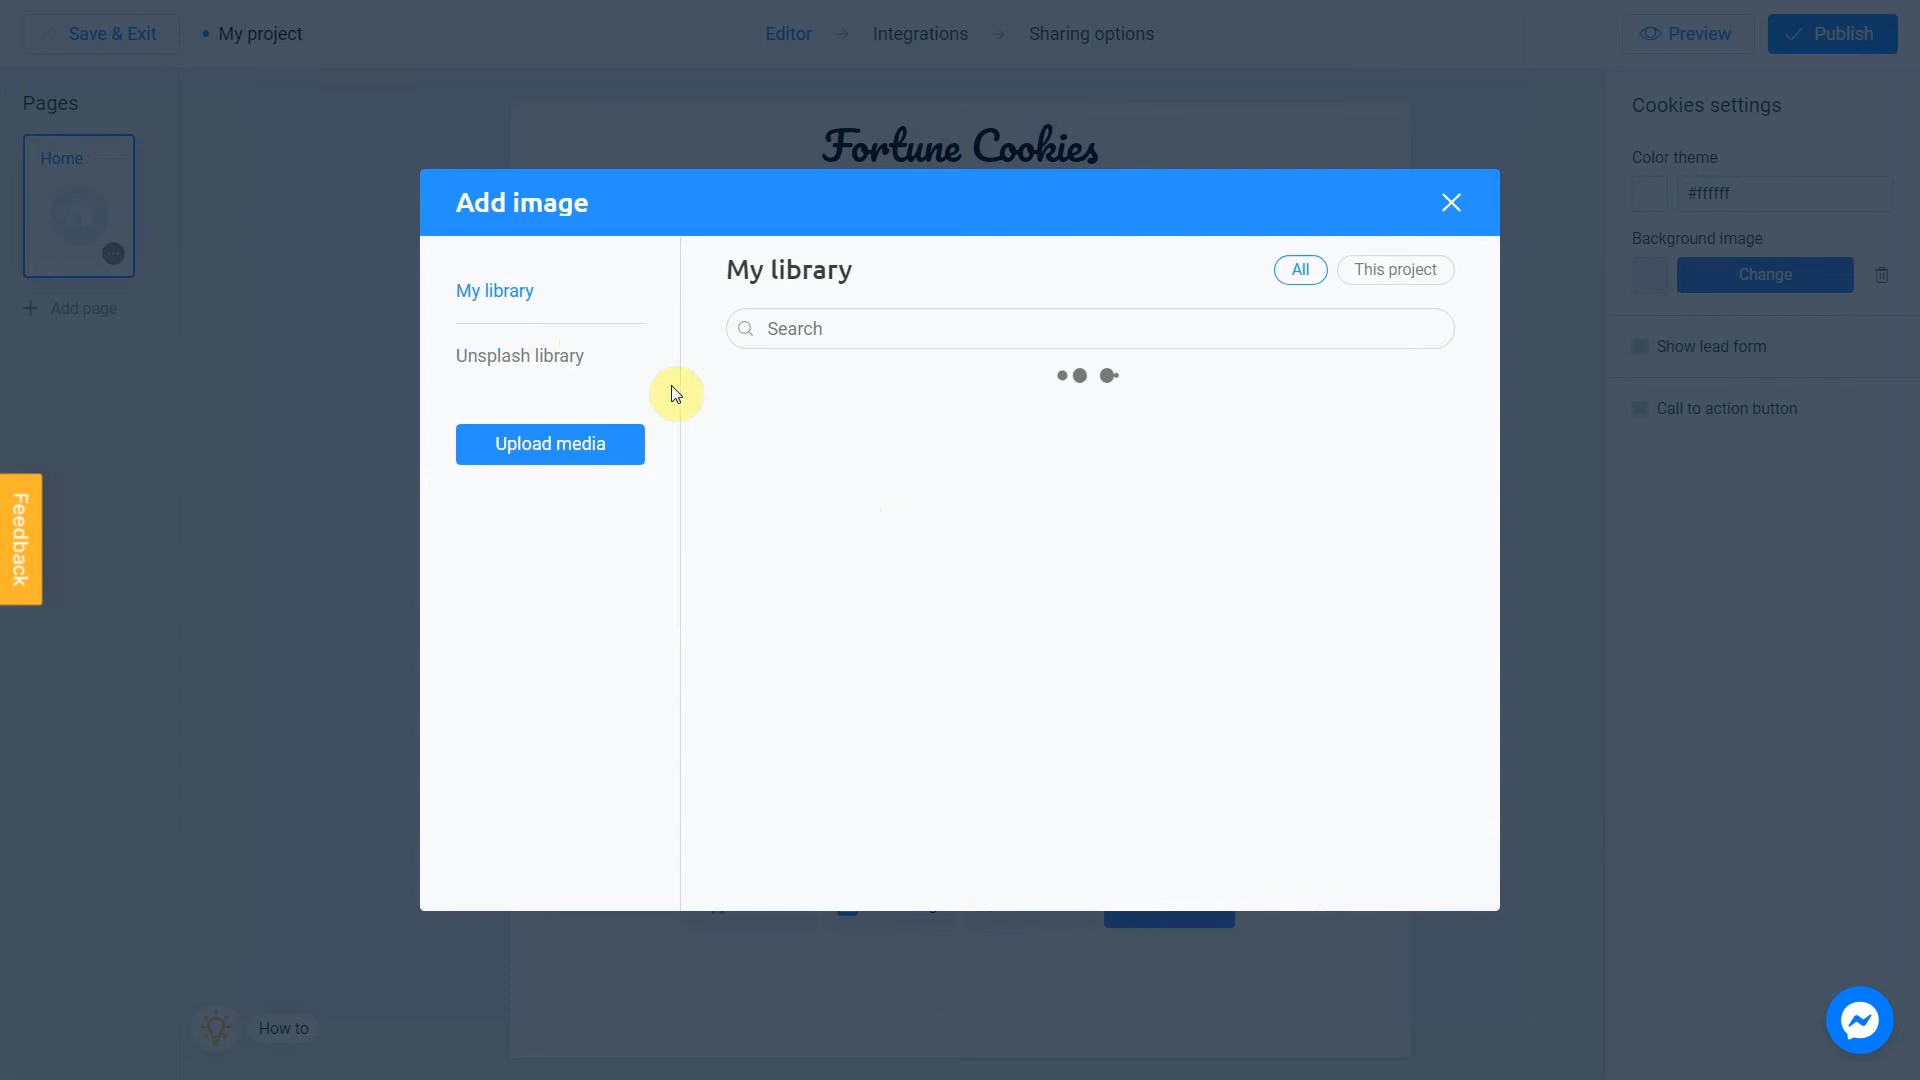 Save & Exit
My project
Editor
Integrations
Sharing options
Preview
Publish
Pages
Home
Add page
Fortune Cookies
Cookies settings
Color theme
#ffffff
Background image
Change
Show lead form
Call to action button
Add image
My library
Unsplash library
Upload media
My library
All
This project
Search
Feedback
How to